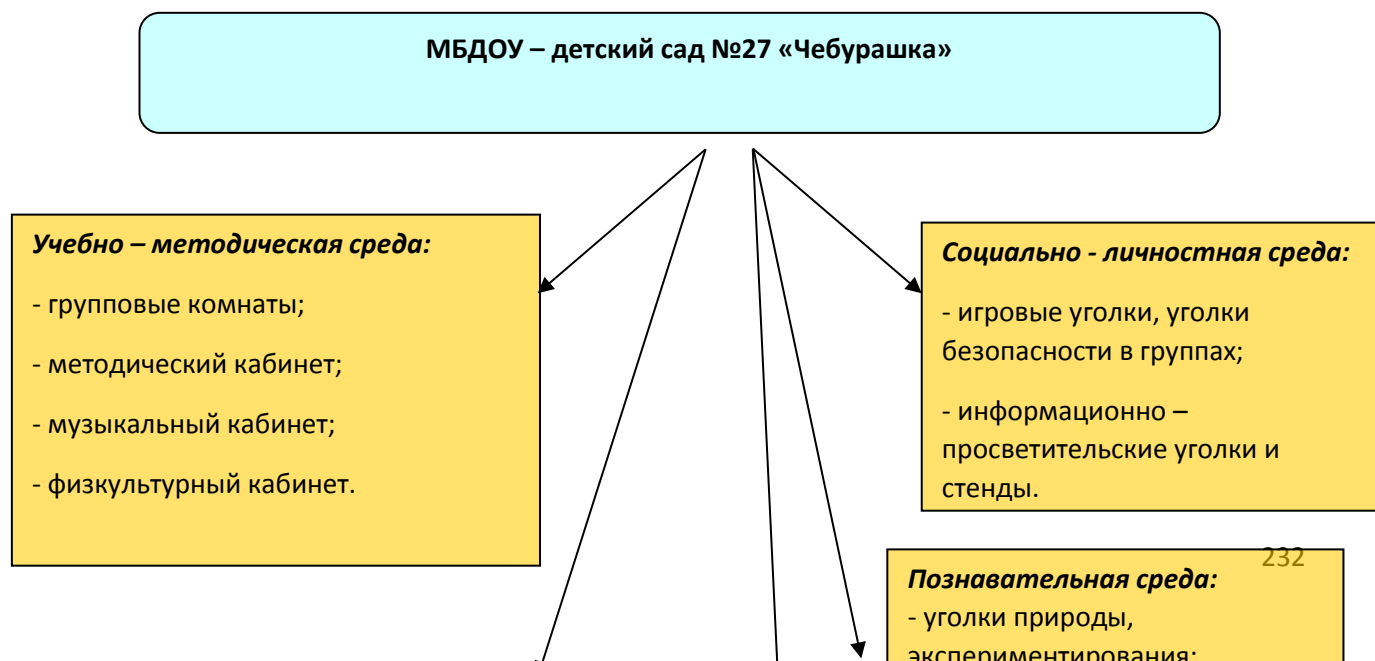 МБДОУ – детский сад №27 «Чебурашка»
Учебно – методическая среда:
- групповые комнаты;
- методический кабинет;
- музыкальный кабинет;
- физкультурный кабинет.
Социально - личностная среда:
- игровые уголки, уголки
безопасности в группах;
- информационно –
просветительские уголки и
стенды.
232
Познавательная среда:
- уголки природы,
экспериментирования;